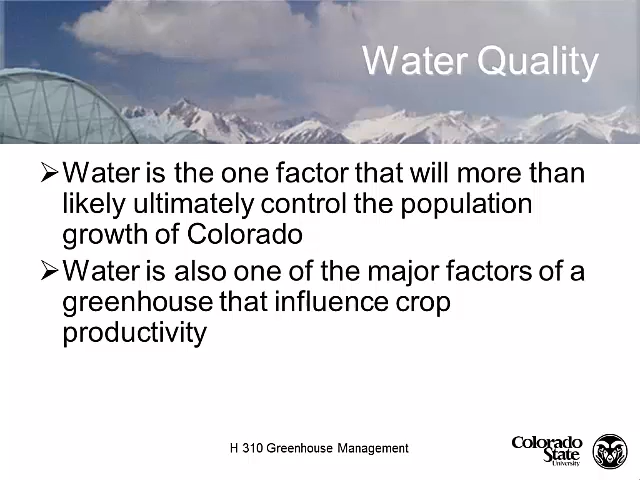 Water Quality
➢Water is the one factor that will more than
likely ultimately control the population
growth of Colorado
➢Water is also one of the major factors of a
greenhouse that influence crop
productivity
H 310 Greenhouse Management
Colorado
State
University